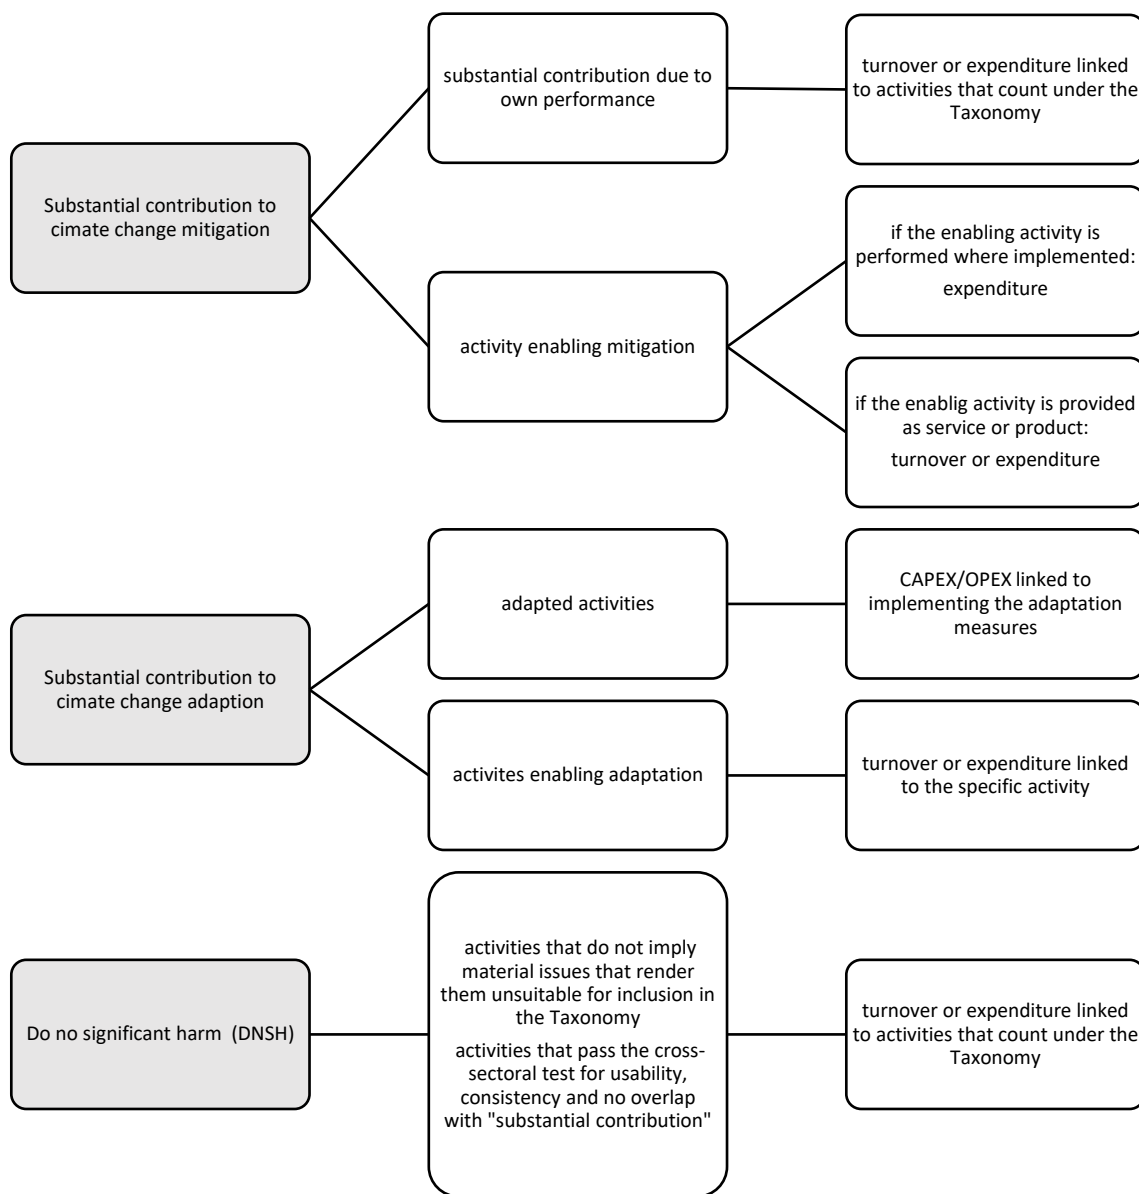 Substantial contribution to
cimate change mitigation
substantial contribution due to
own performance
turnover or expenditure linked
to activities that count under the
Taxonomy
activity enabling mitigation
if the enabling activity is
performed where implemented:
expenditure
if the enablig activity is provided
as service or product:
turnover or expenditure
Substantial contribution to
cimate change adaption
adapted activities
CAPEX/OPEX linked to
implementing the adaptation
measures
activites enabling adaptation
turnover or expenditure linked
to the specific activity
Do no significant harm (DNSH)
activities that do not imply
material issues that render
them unsuitable for inclusion in
the Taxonomy
activities that pass the cross-
sectoral test for usability,
consistency and no overlap
with "substantial contribution"
turnover or expenditure linked
to activities that count under the
Taxonomy